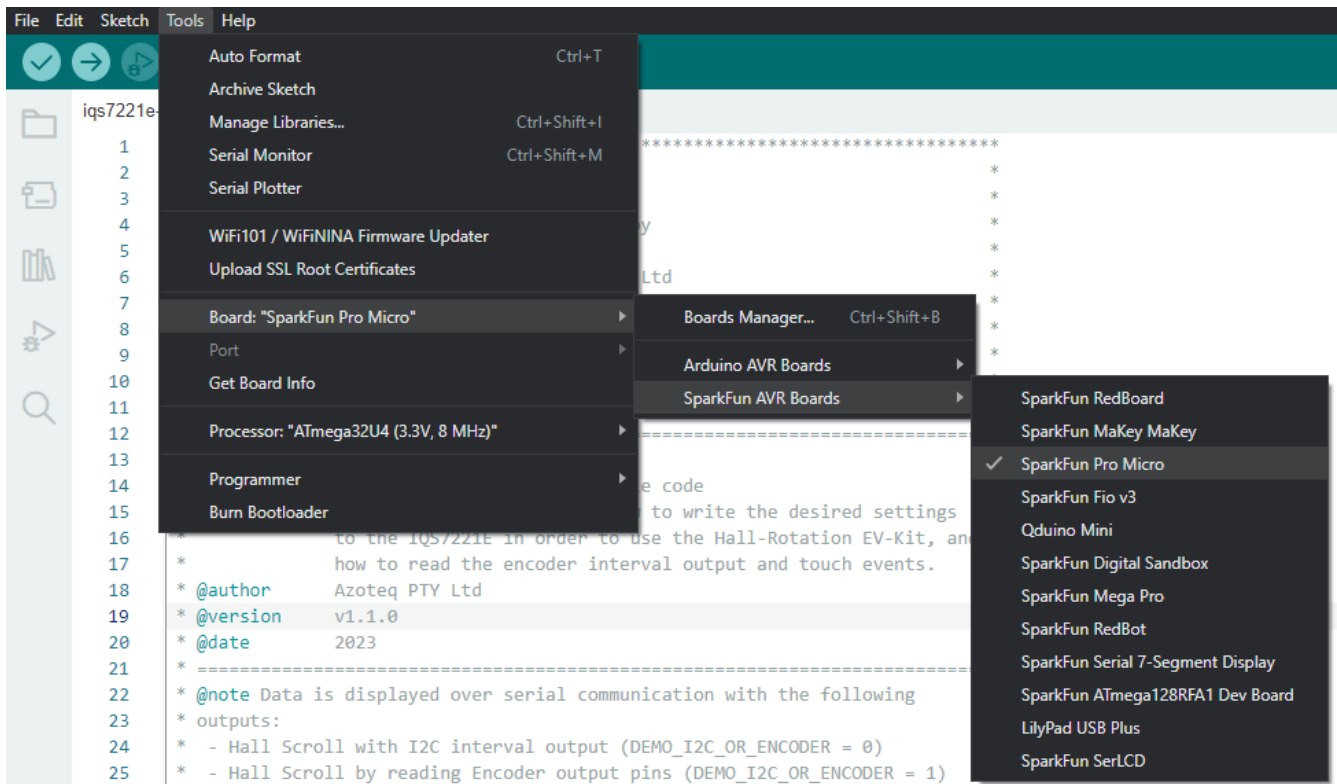 File Edit Sketch Tools Help
Auto Format Ctrl+T
Archive Sketch
Manage Libraries... Ctrl+Shift+I
Serial Monitor Ctrl+Shift+M
Serial Plotter
WiFi101 / WiFiNINA Firmware Updater
Upload SSL Root Certificates
Board: "SparkFun Pro Micro"
Port
Get Board Info
Processor: "ATmega32U4 (3.3V, 8 MHz)"
Programmer
Burn Bootloader
Boards Manager... Ctrl+Shift+B
Arduino AVR Boards
SparkFun AVR Boards
SparkFun RedBoard
SparkFun MaKey MaKey
SparkFun Pro Micro
SparkFun Fio v3
Qduino Mini
SparkFun Digital Sandbox
SparkFun Mega Pro
SparkFun RedBot
SparkFun Serial 7-Segment Display
SparkFun ATmega128RFA1 Dev Board
LilyPad USB Plus
SparkFun SerLCD
iqs7221e-
1 **********************************
2 *
3 *
4 y *
5 *
6 Ltd *
7 *
8 *
9 *
10
11
12 ===============================
13
14 e code
15 to write the desired settings
16 * to the IQS7221E in order to use the Hall-Rotation EV-Kit, and
17 * how to read the encoder interval output and touch events.
18 * @author Azoteq PTY Ltd
19 * @version v1.1.0
20 * @date 2023
21 * ==========================================================================
22 * @note Data is displayed over serial communication with the following
23 * outputs:
24 * - Hall Scroll with I2C interval output (DEMO_I2C_OR_ENCODER = 0)
25 * - Hall Scroll by reading Encoder output pins (DEMO_I2C_OR_ENCODER = 1)